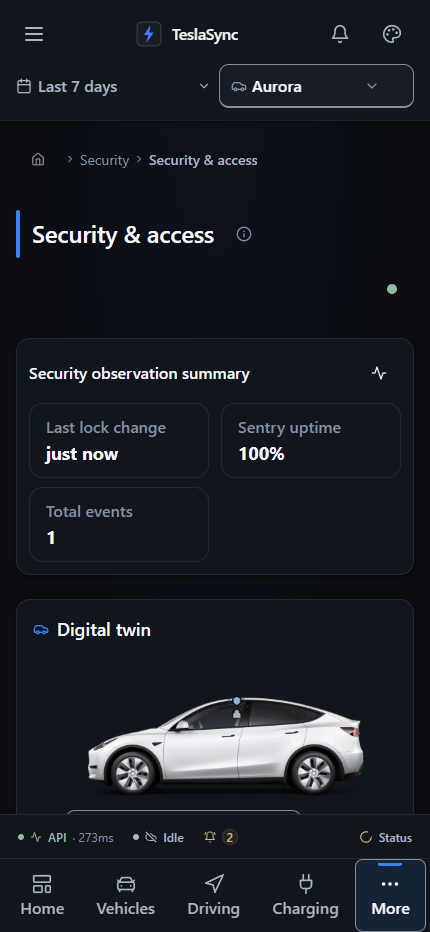 TeslaSync
Last 7 days
Aurora
Security
Security & access
Security & access
Security observation summary
Last lock change
just now
Sentry uptime
100%
Total events
1
Digital twin
API · 273ms
Idle
2
Status
Home
Vehicles
Driving
Charging
More